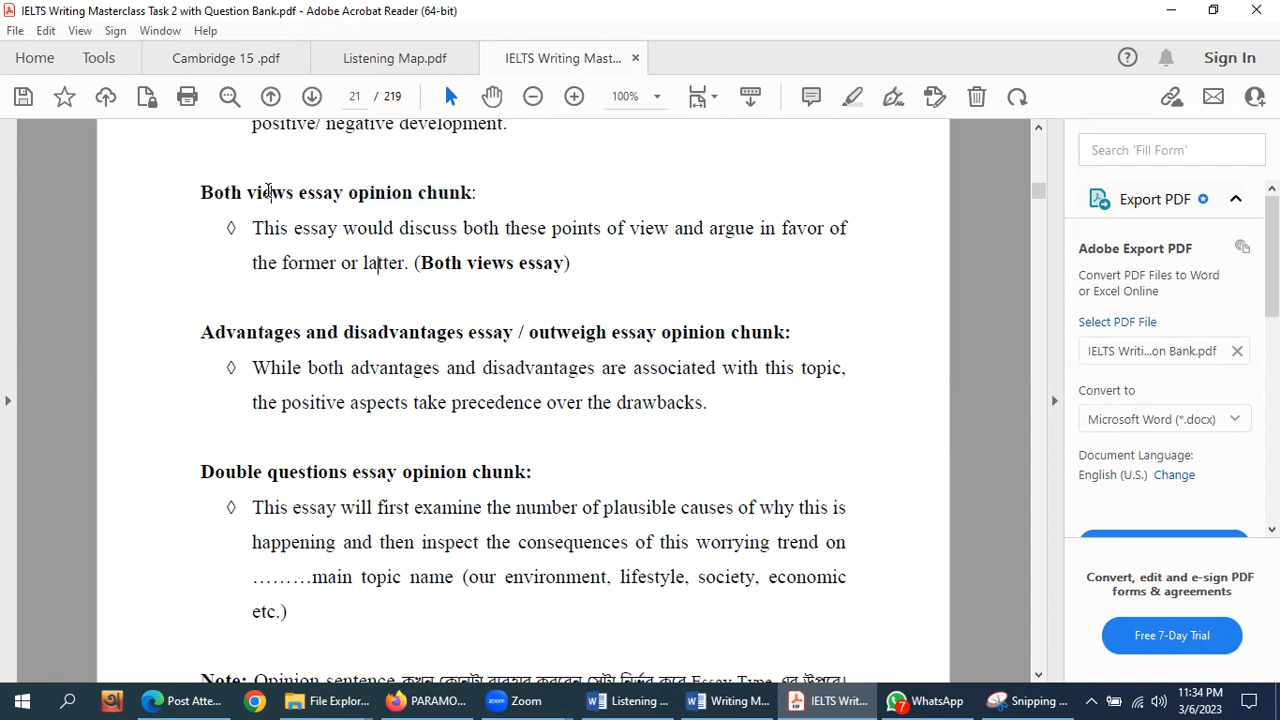 IELTS Writing Masterclass Task 2 with Question Bank.pdf - Adobe Acrobat Reader (64-bit)
File Edit View Sign Window Help
Home Tools Cambridge 15 .pdf Listening Map.pdf IELTS Writing Mast... × Sign In
21 / 219 100%
positive/ negative development.
Both views essay opinion chunk:
◊ This essay would discuss both these points of view and argue in favor of
the former or latter. (Both views essay)
Advantages and disadvantages essay / outweigh essay opinion chunk:
◊ While both advantages and disadvantages are associated with this topic,
the positive aspects take precedence over the drawbacks.
Double questions essay opinion chunk:
◊ This essay will first examine the number of plausible causes of why this is
happening and then inspect the consequences of this worrying trend on
………main topic name (our environment, lifestyle, society, economic
etc.)
Note: Opinion sentence কখন কোনটা ব্যবহার করবেন সেটা নির্ভর করে Essay Type এর উপরে।
Search 'Fill Form'
Export PDF
Adobe Export PDF
Convert PDF Files to Word
or Excel Online
Select PDF File
IELTS Writi...on Bank.pdf
Convert to
Microsoft Word (*.docx)
Document Language:
English (U.S.) Change
Convert, edit and e-sign PDF
forms & agreements
Free 7-Day Trial
Post Atte... File Explor... PARAMO... Zoom Listening ... Writing M... IELTS Writ... 7 WhatsApp Snipping ... 11:34 PM
3/6/2023